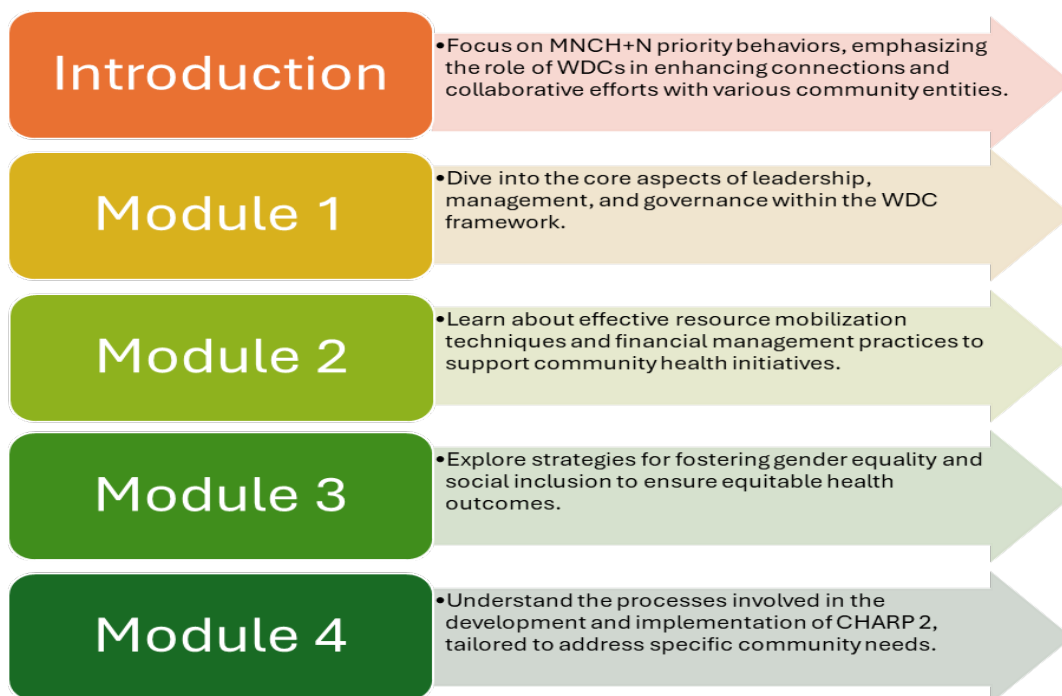 Introduction
•Focus on MNCH+N priority behaviors, emphasizing
the role of WDCs in enhancing connections and
collaborative efforts with various community entities.
Module 1
•Dive into the core aspects of leadership,
management, and governance within the WDC
framework.
Module 2
•Learn about effective resource mobilization
techniques and financial management practices to
support community health initiatives.
Module 3
•Explore strategies for fostering gender equality and
social inclusion to ensure equitable health
outcomes.
Module 4
•Understand the processes involved in the
development and implementation of CHARP 2,
tailored to address specific community needs.